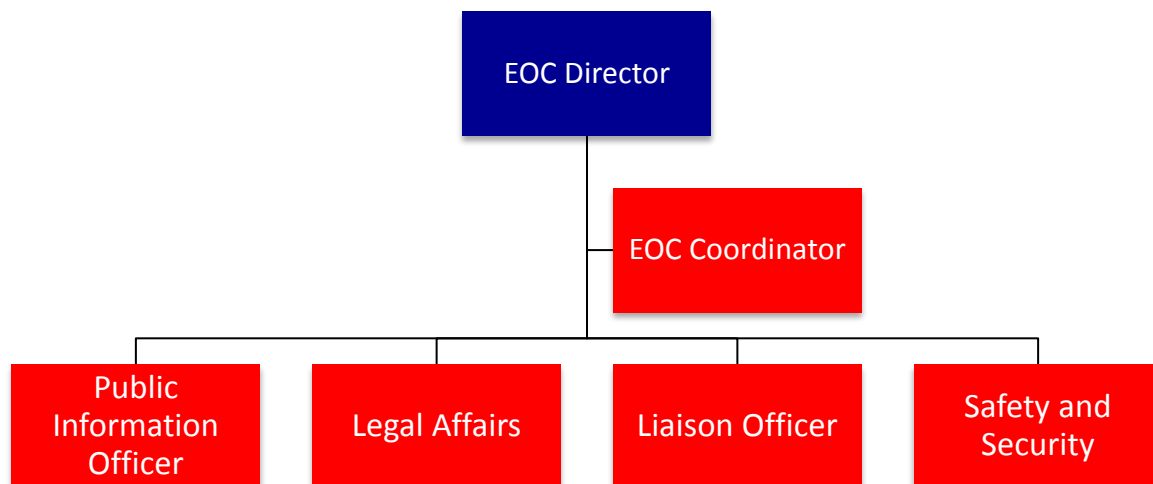 EOC Director
EOC Coordinator
Public
Information
Officer
Legal Affairs
Liaison Officer
Safety and
Security